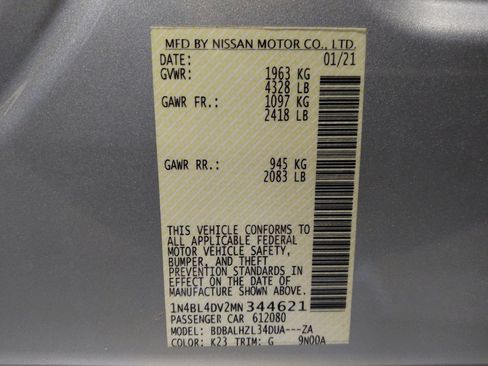 MFD BY NISSAN MOTOR CO., LTD.
DATE: 01/21
GVWR: 1963 KG
4328 LB
GAWR FR.: 1097 KG
2418 LB
GAWR RR.: 945 KG
2083 LB
THIS VEHICLE CONFORMS TO
ALL APPLICABLE FEDERAL
MOTOR VEHICLE SAFETY,
BUMPER, AND THEFT
PREVENTION STANDARDS IN
EFFECT ON THE DATE OF
MANUFACTURE SHOWN ABOVE.
1N4BL4DV2MN344621
PASSENGER CAR 612080
MODEL: BDBALHZL34DUA---ZA
COLOR: K23 TRIM: G 9N00A